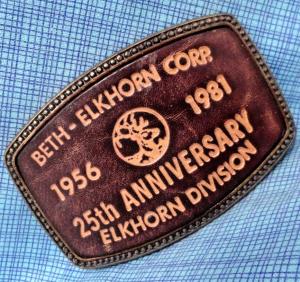 BETH - ELKHORN CORP.
1956 1981
25th ANNIVERSARY
ELKHORN DIVISION